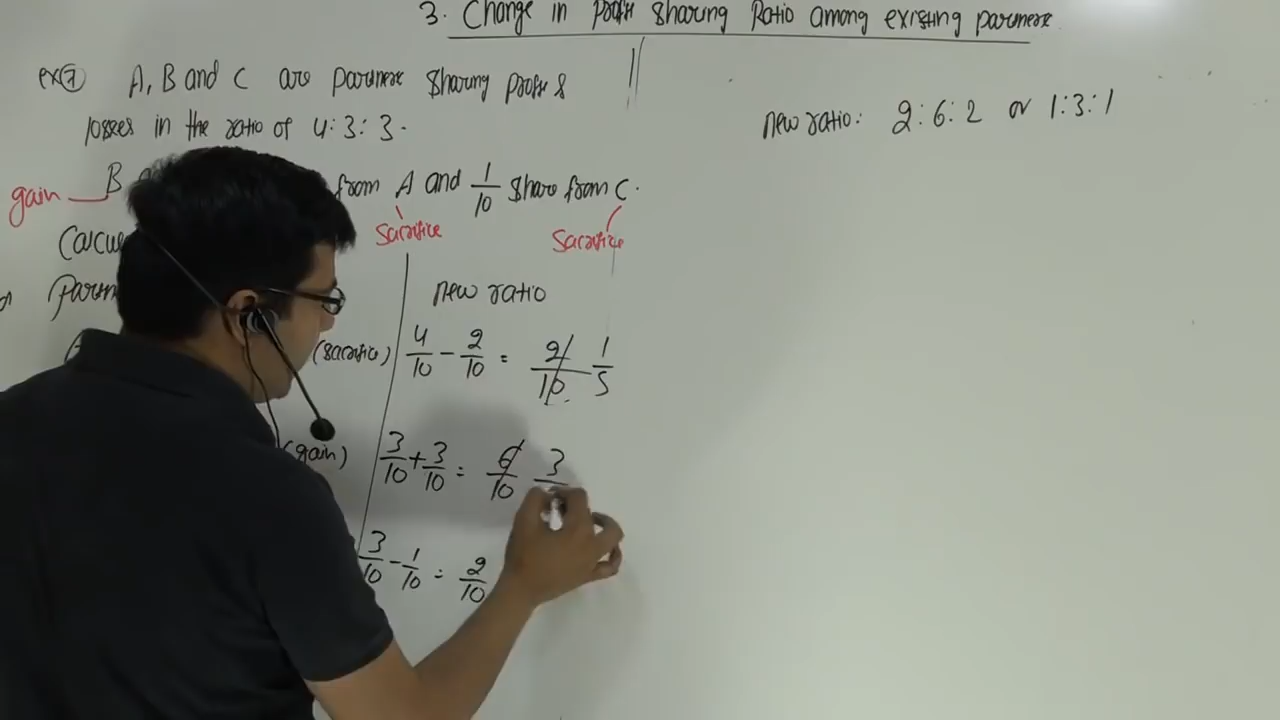 3. Change in Profit Sharing Ratio among existing partners.
ex⑦ A, B and C are partners sharing profit &
losses in the ratio of 4:3:3.
B from A and 1/10 share from C.
gain
Sacrifice Sacrifice
new ratio
(sacrifice) 4/10 - 2/10 = 2/10 1/5
(gain) 3/10 + 3/10 = 6/10 3
3/10 - 1/10 = 2/10
new ratio: 2:6:2 or 1:3:1